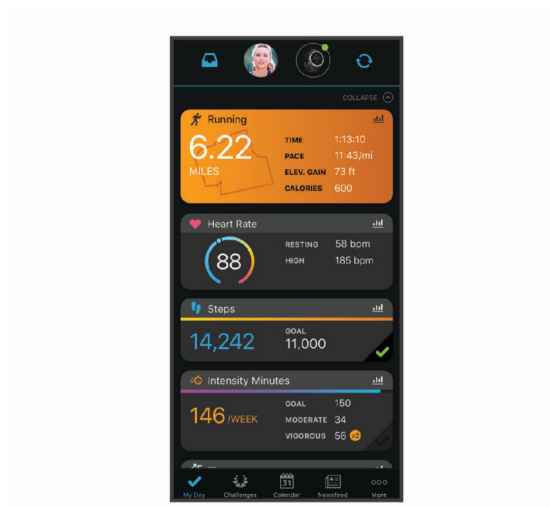 COLLAPSE
Running
6.22
MILES
TIME 1:13:10
PACE 11:43/mi
ELEV. GAIN 73 ft
CALORIES 600
Heart Rate
88
RESTING 58 bpm
HIGH 185 bpm
Steps
14,242
GOAL
11,000
Intensity Minutes
146 /WEEK
GOAL 150
MODERATE 34
VIGOROUS 56 x2
31
My Day Challenges Calendar Newsfeed More